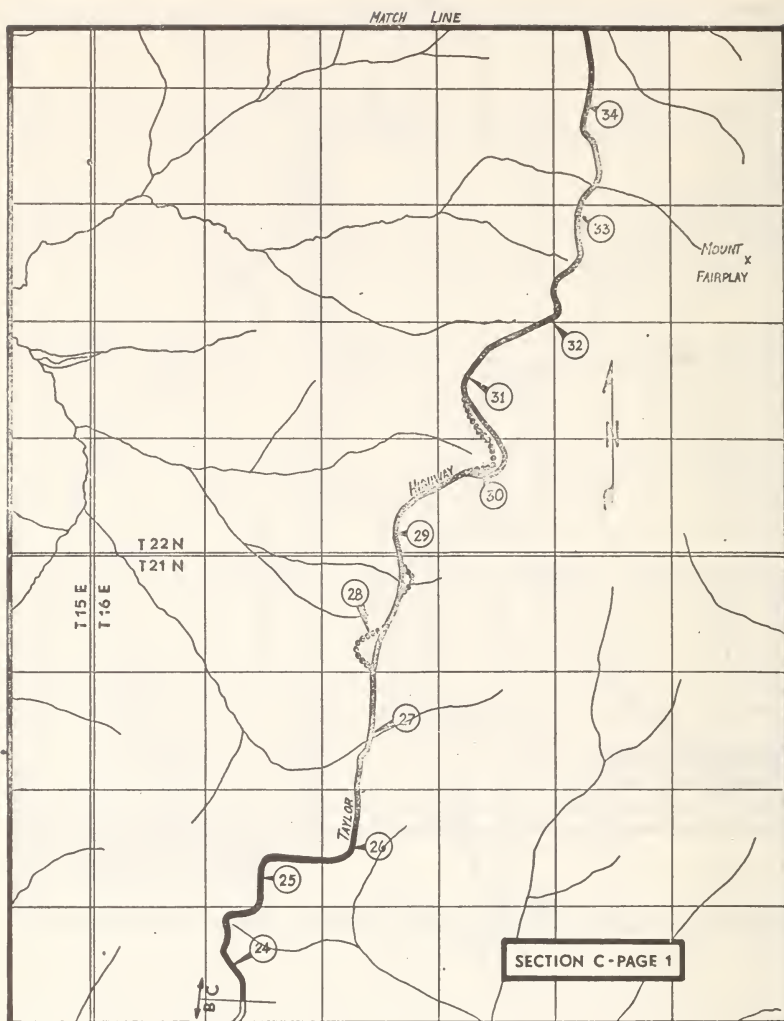 MATCH LINE
34
33
MOUNT
x
FAIRPLAY
32
31
N
HIGHWAY
30
29
T 22 N
T 21 N
T 15 E
T 16 E
28
27
TAYLOR
26
25
24
B C
SECTION C-PAGE 1